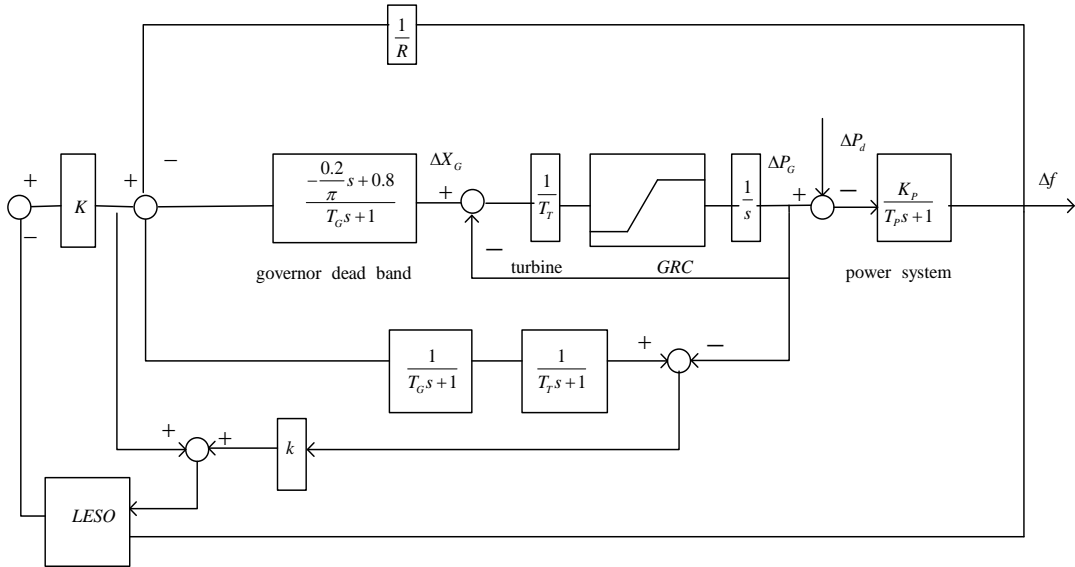 1/R
−
+
K
+
−
−0.2/π s + 0.8
T_G s + 1
ΔX_G
+
−
1/T_T
1/s
ΔP_G
+
ΔP_d
−
K_P
T_P s + 1
Δf
+
−
governor dead band
turbine
GRC
power system
1
T_G s + 1
1
T_T s + 1
+
−
+
+
k
LESO